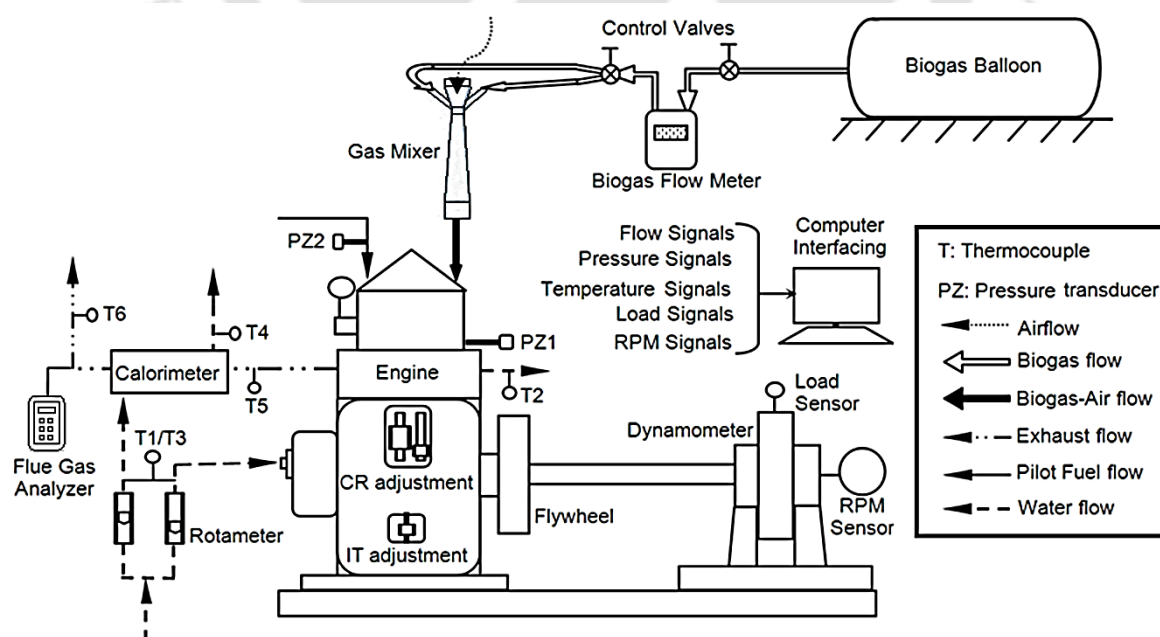 Control Valves
Biogas Balloon
Gas Mixer
Biogas Flow Meter
PZ2
Flow Signals
Pressure Signals
Temperature Signals
Load Signals
RPM Signals
Computer
Interfacing
T: Thermocouple
PZ: Pressure transducer
Airflow
Biogas flow
Biogas-Air flow
Exhaust flow
Pilot Fuel flow
Water flow
T6
T4
PZ1
Calorimeter
Engine
T5
T2
Load
Sensor
Dynamometer
T1/T3
Flue Gas
Analyzer
CR adjustment
Flywheel
RPM
Sensor
Rotameter
IT adjustment